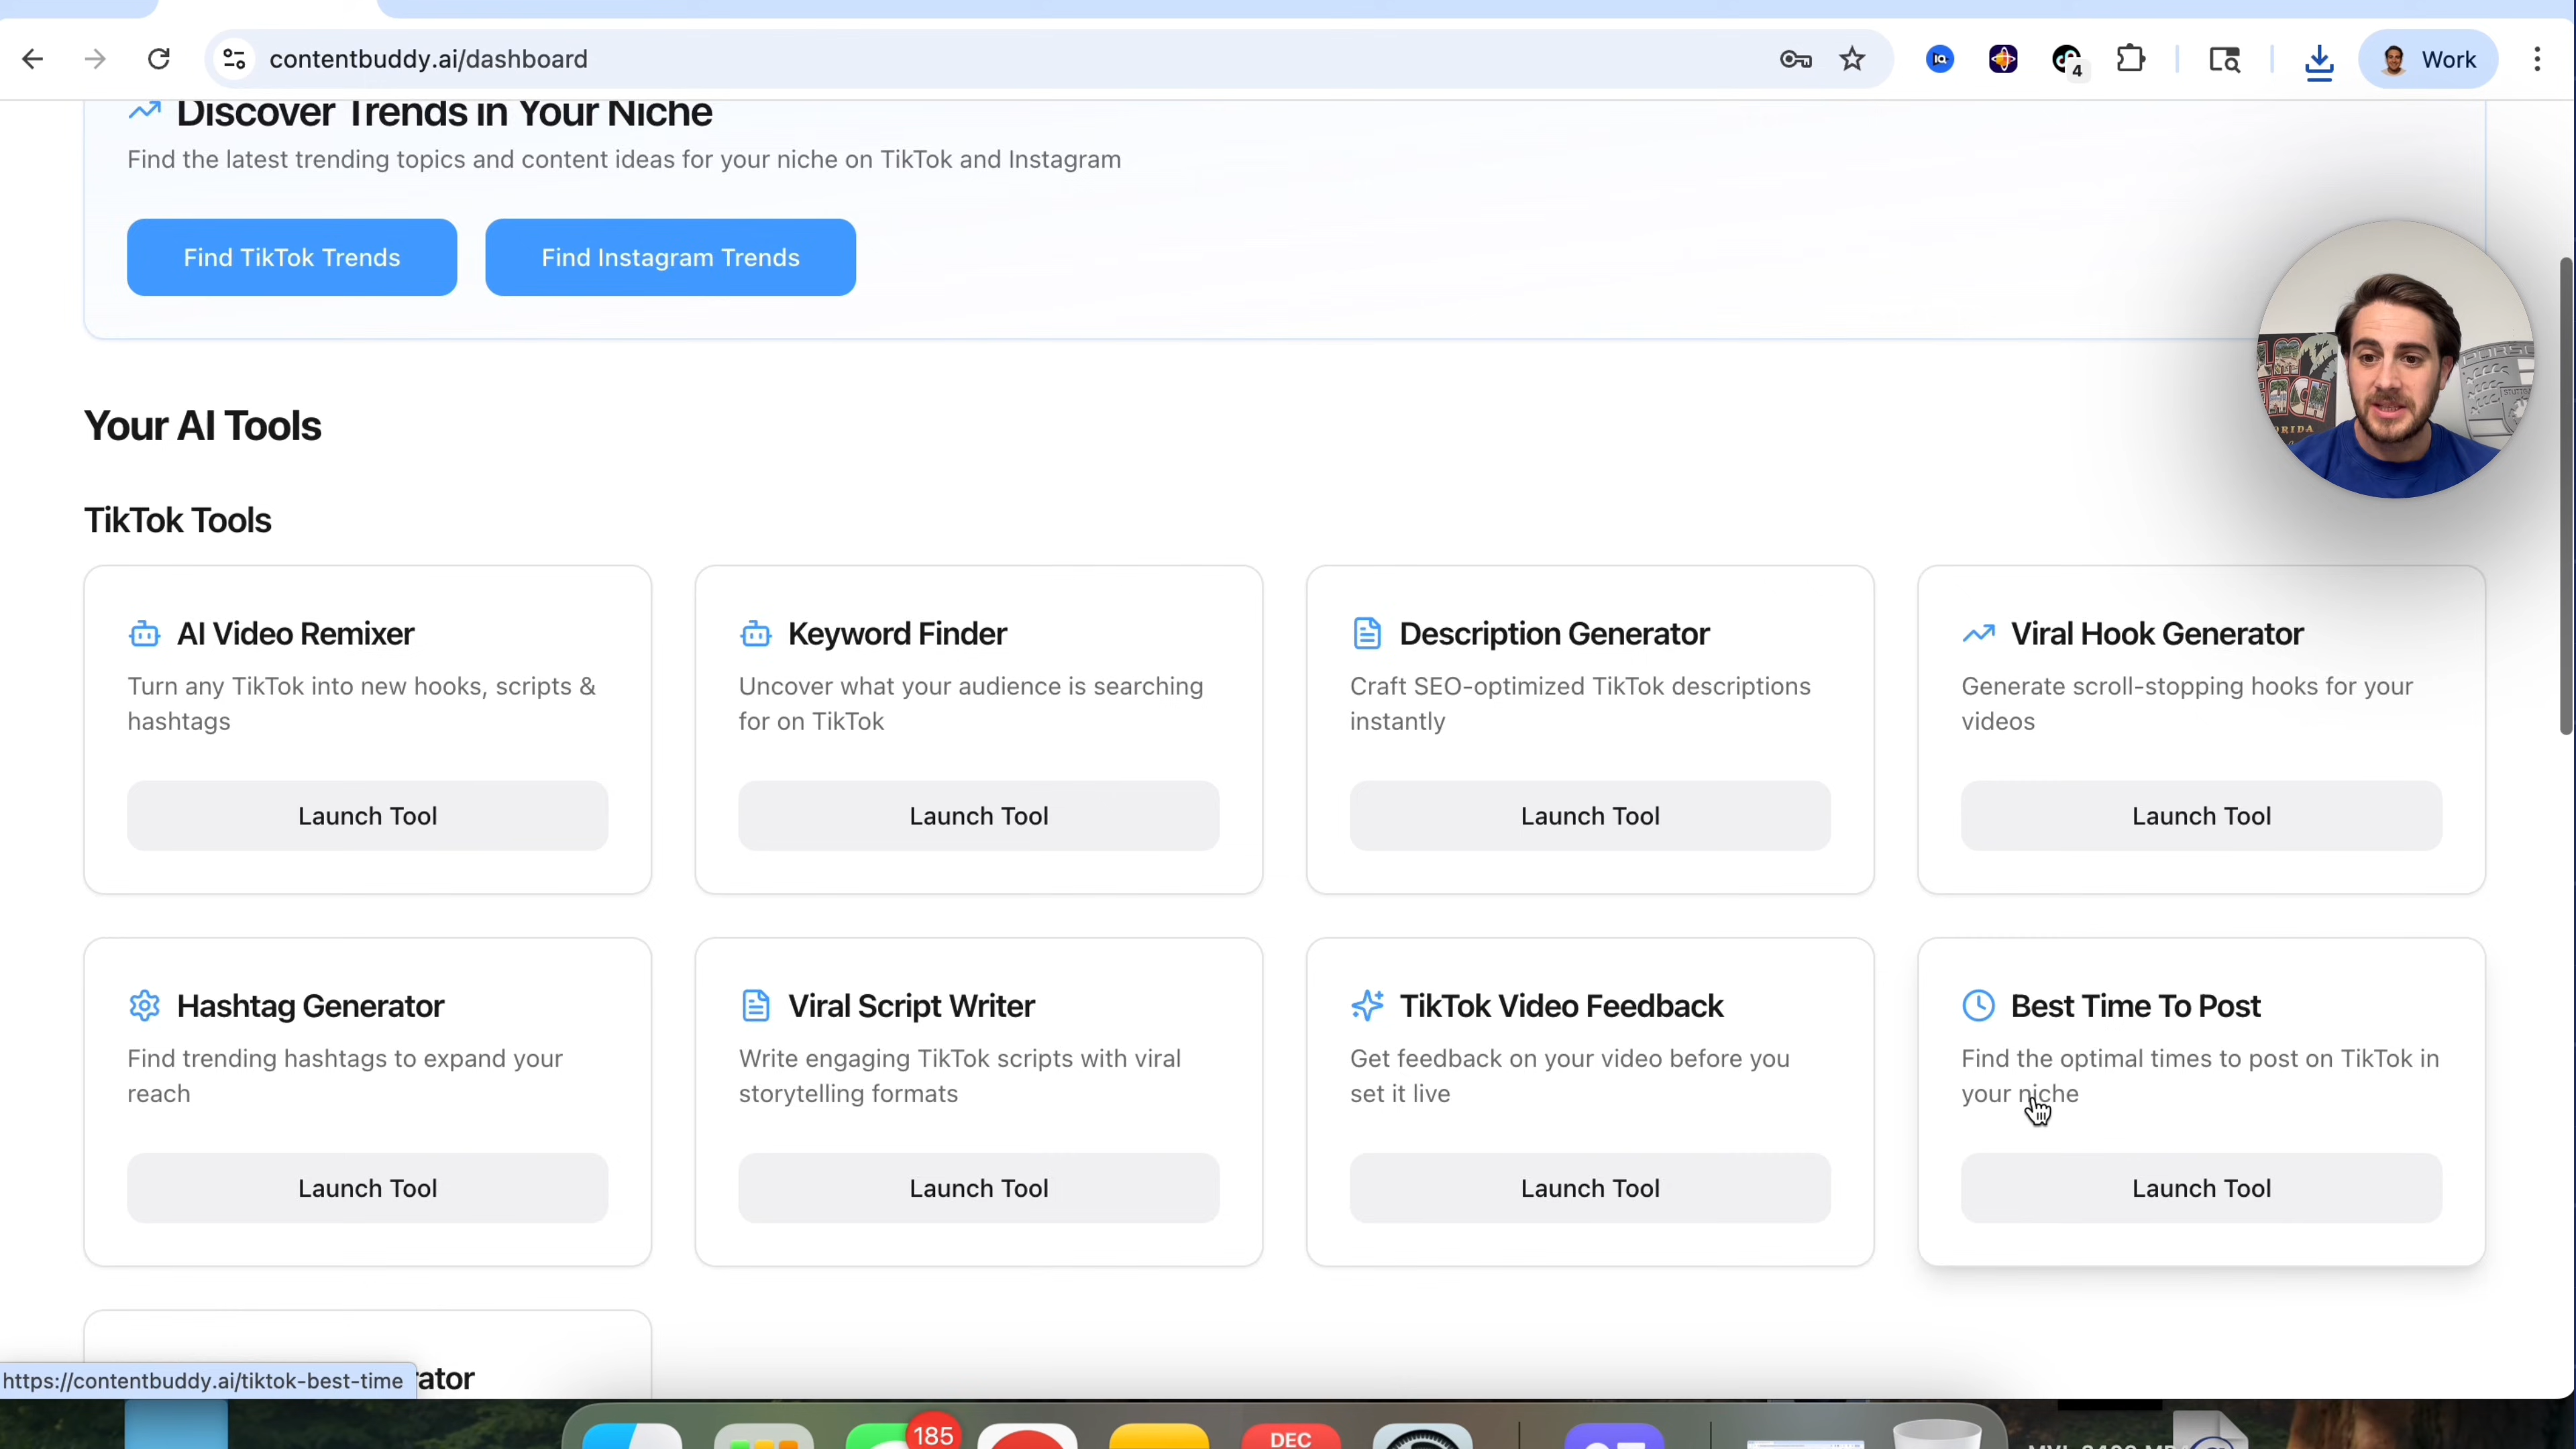 contentbuddy.ai/dashboard
4
Work
Discover Trends in Your Niche
Find the latest trending topics and content ideas for your niche on TikTok and Instagram
Find TikTok Trends
Find Instagram Trends
Your AI Tools
TikTok Tools
AI Video Remixer
Turn any TikTok into new hooks, scripts &
hashtags
Launch Tool
Keyword Finder
Uncover what your audience is searching
for on TikTok
Launch Tool
Description Generator
Craft SEO-optimized TikTok descriptions
instantly
Launch Tool
Viral Hook Generator
Generate scroll-stopping hooks for your
videos
Launch Tool
Hashtag Generator
Find trending hashtags to expand your
reach
Launch Tool
Viral Script Writer
Write engaging TikTok scripts with viral
storytelling formats
Launch Tool
TikTok Video Feedback
Get feedback on your video before you
set it live
Launch Tool
Best Time To Post
Find the optimal times to post on TikTok in
your niche
Launch Tool
https://contentbuddy.ai/tiktok-best-time
ator
185
DEC